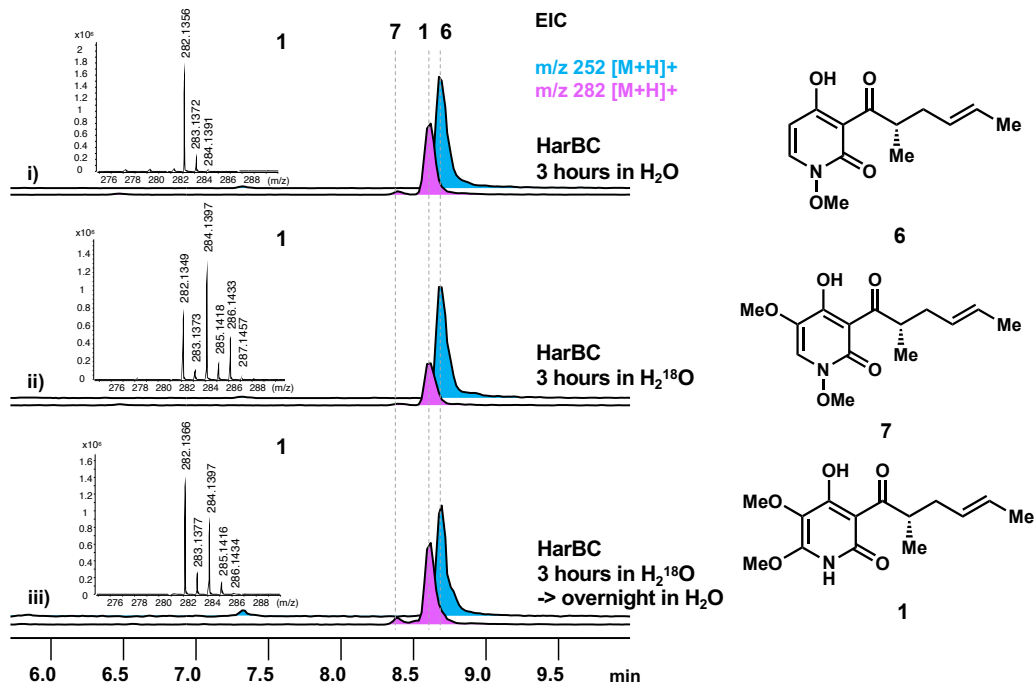 7 1 6
EIC
m/z 252 [M+H]+
m/z 282 [M+H]+
i)
x10⁶
2
1.8
1.6
1.4
1.2
1
0.8
0.6
0.4
0.2
0
276 278 280 282 284 286 288 (m/z)
282.1356
283.1372
284.1391
1
HarBC
3 hours in H₂O
ii)
x10⁶
1.4
1.2
1
0.8
0.6
0.4
0.2
0
276 278 280 282 284 286 288 (m/z)
282.1349
283.1373
284.1397
285.1418
286.1433
287.1457
1
HarBC
3 hours in H₂¹⁸O
iii)
x10⁶
1.6
1.4
1.2
1
0.8
0.6
0.4
0.2
0
276 278 280 282 284 286 288 (m/z)
282.1366
283.1377
284.1397
285.1416
286.1434
1
HarBC
3 hours in H₂¹⁸O
-> overnight in H₂O
6.0 6.5 7.0 7.5 8.0 8.5 9.0 9.5 min
OH O
Me
Me
N O
OMe
6
OH O
MeO
Me
Me
N O
OMe
7
OH O
MeO
Me
Me
MeO N H O
1